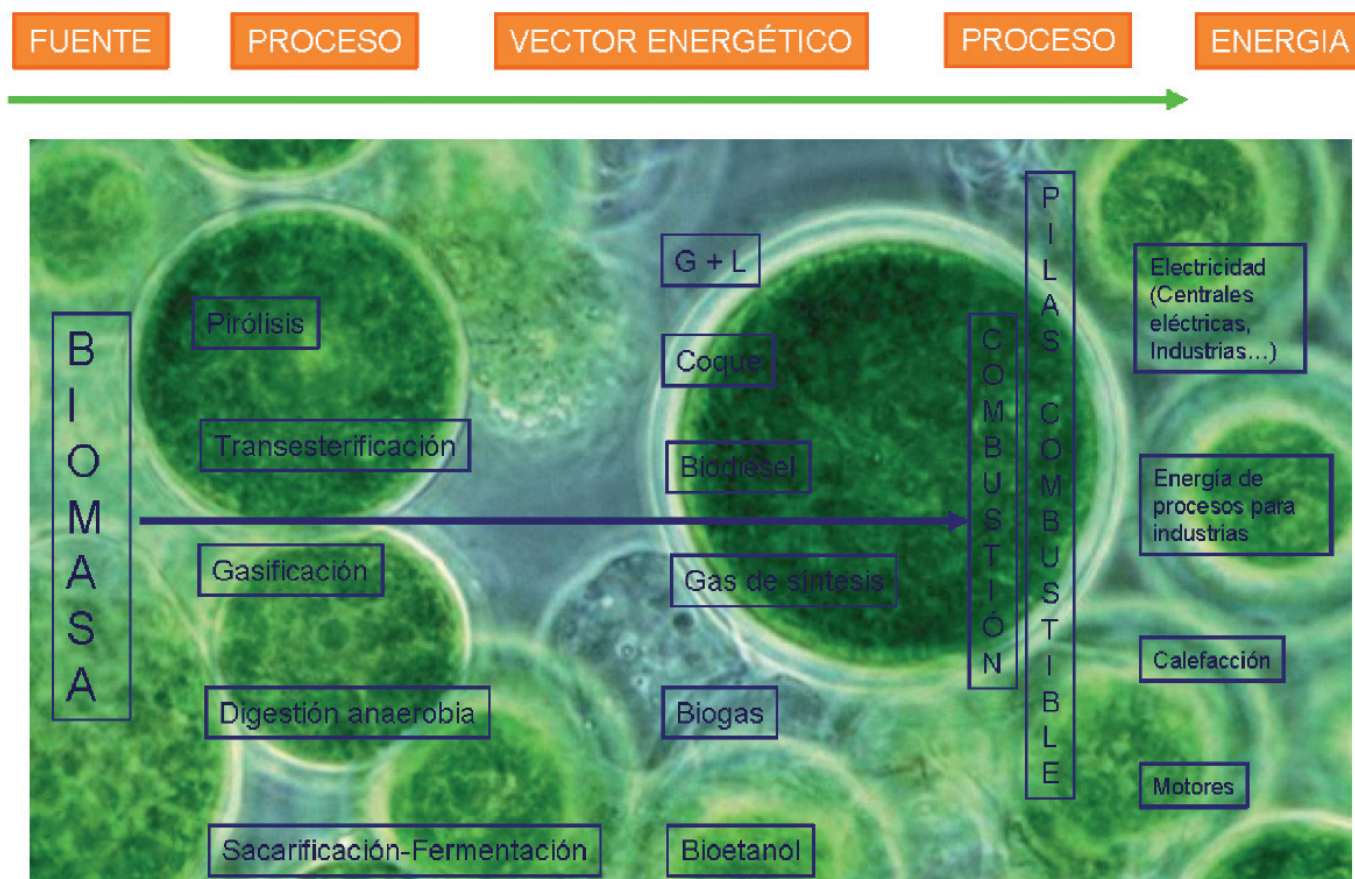 FUENTE
PROCESO
VECTOR ENERGÉTICO
PROCESO
ENERGIA
BIOMASA
Pirólisis
Transesterificación
Gasificación
Digestión anaerobia
Sacarificación-Fermentación
G + L
Coque
Biodiesel
Gas de síntesis
Biogas
Bioetanol
COMBUSTIÓN
PILAS COMBUSTIBLE
Electricidad
(Centrales
eléctricas,
Industrias...)
Energía de
procesos para
industrias
Calefacción
Motores